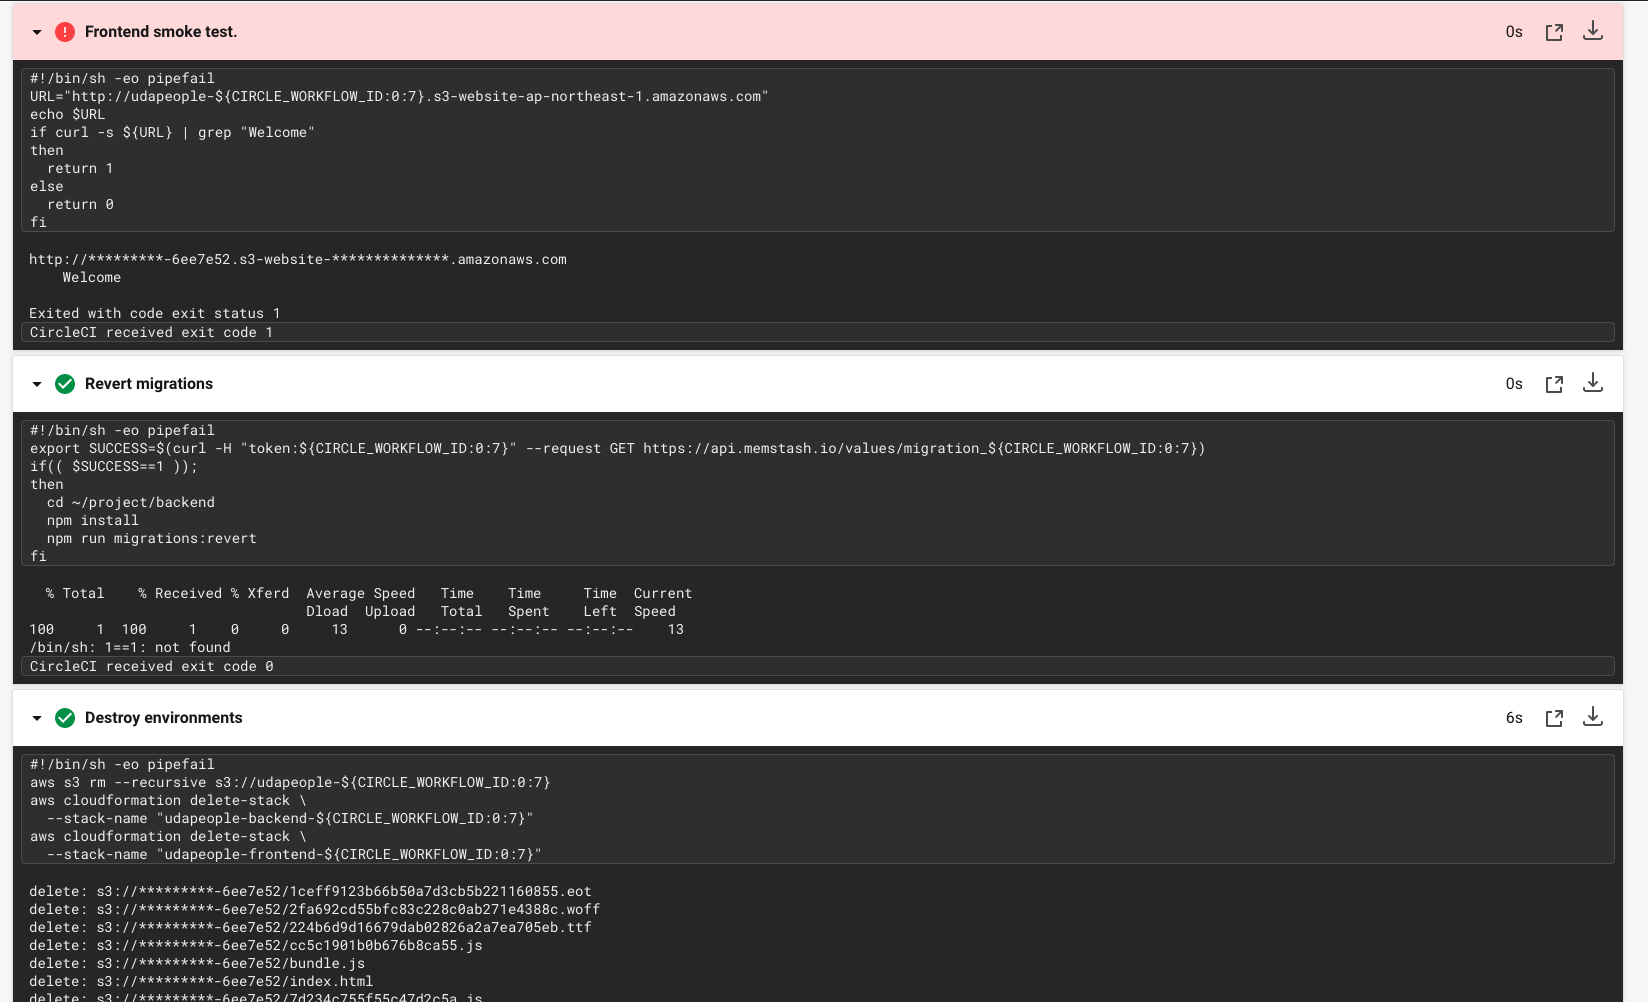 Frontend smoke test.
0s
#!/bin/sh -eo pipefail
URL="http://udapeople-${CIRCLE_WORKFLOW_ID:0:7}.s3-website-ap-northeast-1.amazonaws.com"
echo $URL
if curl -s ${URL} | grep "Welcome"
then
  return 1
else
  return 0
fi
http://*********-6ee7e52.s3-website-**************.amazonaws.com
    Welcome
Exited with code exit status 1
CircleCI received exit code 1
Revert migrations
0s
#!/bin/sh -eo pipefail
export SUCCESS=$(curl -H "token:${CIRCLE_WORKFLOW_ID:0:7}" --request GET https://api.memstash.io/values/migration_${CIRCLE_WORKFLOW_ID:0:7})
if(( $SUCCESS==1 ));
then
  cd ~/project/backend
  npm install
  npm run migrations:revert
fi
  % Total    % Received % Xferd  Average Speed   Time    Time     Time  Current
                                 Dload  Upload   Total   Spent    Left  Speed
100     1  100     1    0     0     13      0 --:--:-- --:--:-- --:--:--    13
/bin/sh: 1==1: not found
CircleCI received exit code 0
Destroy environments
6s
#!/bin/sh -eo pipefail
aws s3 rm --recursive s3://udapeople-${CIRCLE_WORKFLOW_ID:0:7}
aws cloudformation delete-stack \
  --stack-name "udapeople-backend-${CIRCLE_WORKFLOW_ID:0:7}"
aws cloudformation delete-stack \
  --stack-name "udapeople-frontend-${CIRCLE_WORKFLOW_ID:0:7}"
delete: s3://*********-6ee7e52/1ceff9123b66b50a7d3cb5b221160855.eot
delete: s3://*********-6ee7e52/2fa692cd55bfc83c228c0ab271e4388c.woff
delete: s3://*********-6ee7e52/224b6d9d16679dab02826a2a7ea705eb.ttf
delete: s3://*********-6ee7e52/cc5c1901b0b676b8ca55.js
delete: s3://*********-6ee7e52/bundle.js
delete: s3://*********-6ee7e52/index.html
delete: s3://*********-6ee7e52/7d234c755f55c47d2c5a.js